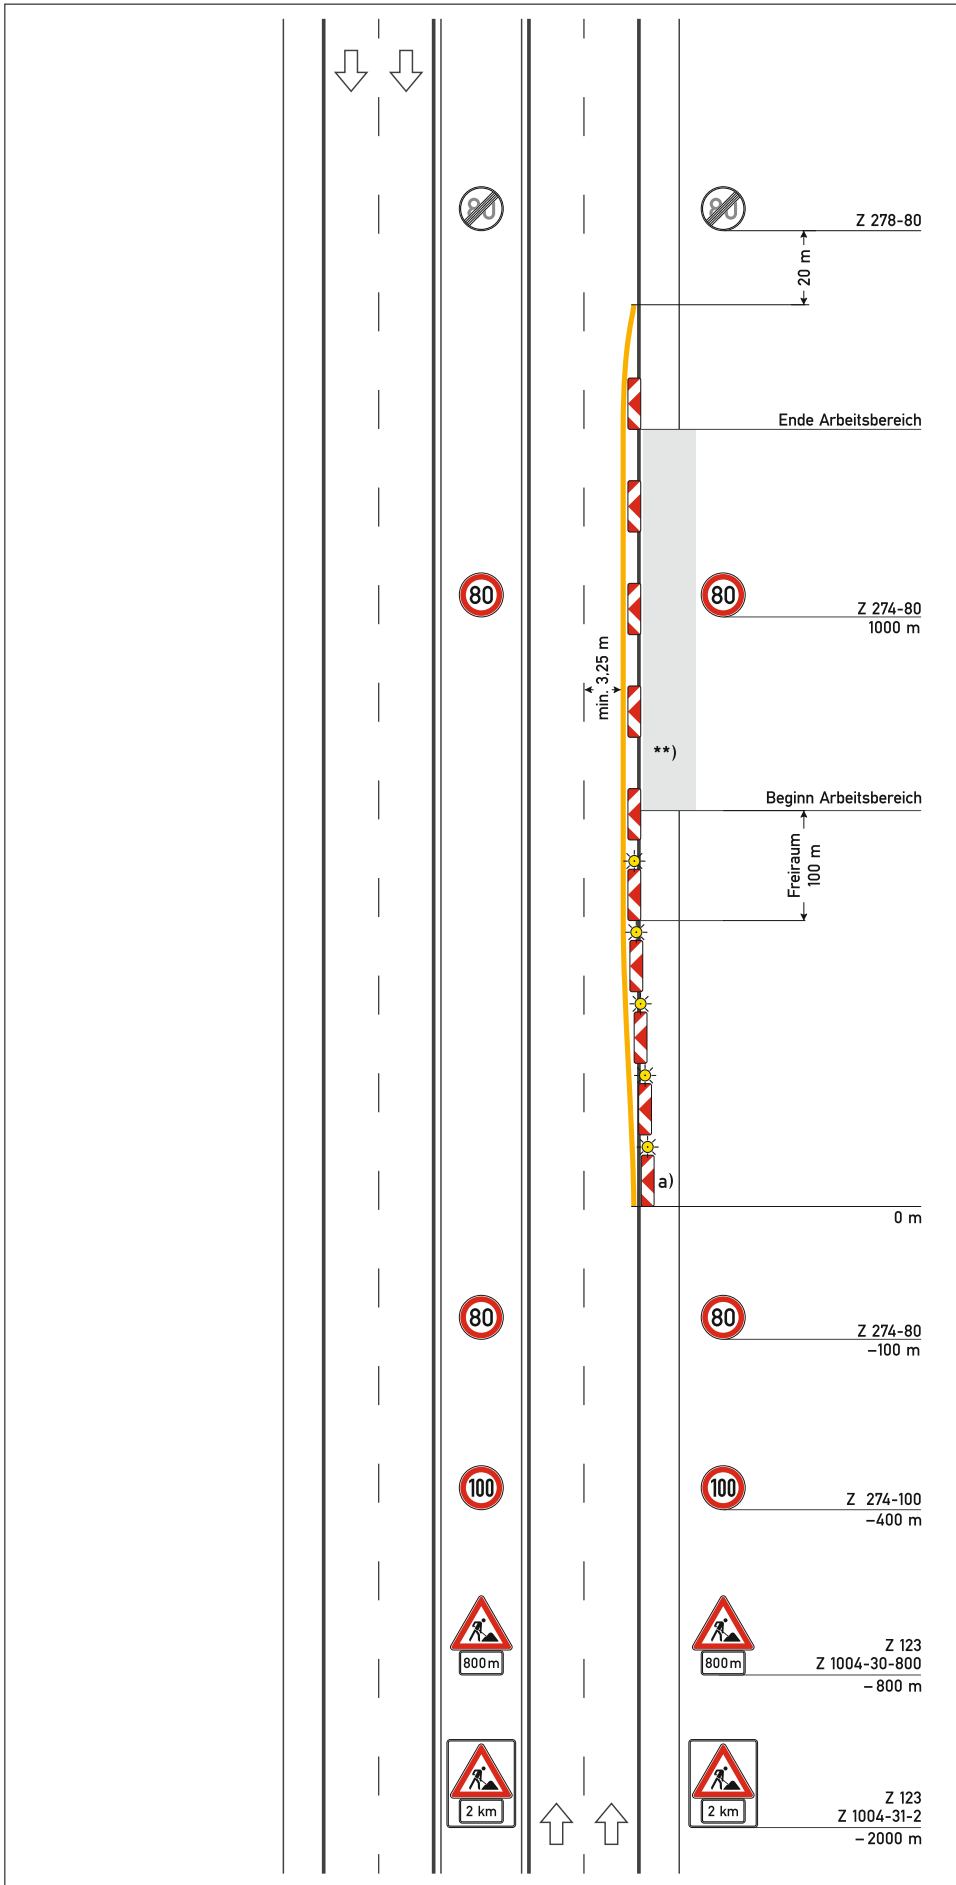 80
80
Z 278-80
20 m
Ende Arbeitsbereich
80
80
Z 274-80
1000 m
min. 3.25 m
**)
Beginn Arbeitsbereich
Freiraum
100 m
a)
0 m
80
80
Z 274-80
–100 m
100
100
Z 274-100
–400 m
800 m
800 m
Z 123
Z 1004-30-800
– 800 m
2 km
2 km
Z 123
Z 1004-31-2
– 2000 m